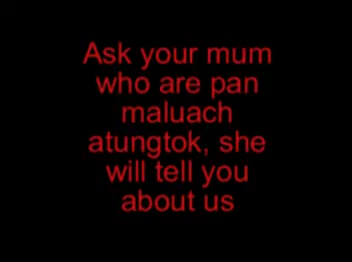 Ask your mum
who are pan
maluach
atungtok, she
will tell you
about us